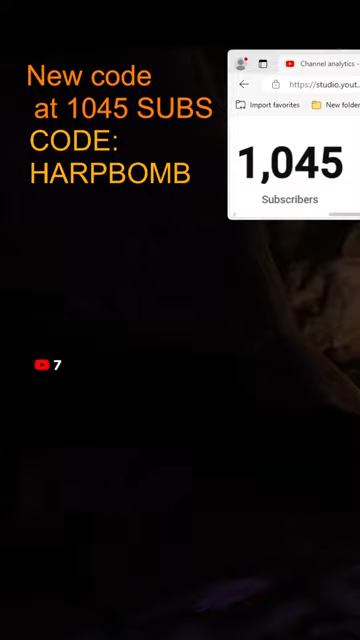 New code
at 1045 SUBS
CODE:
HARPBOMB
Channel analytics -
https://studio.yout...
Import favorites
New folder
1,045
Subscribers
7